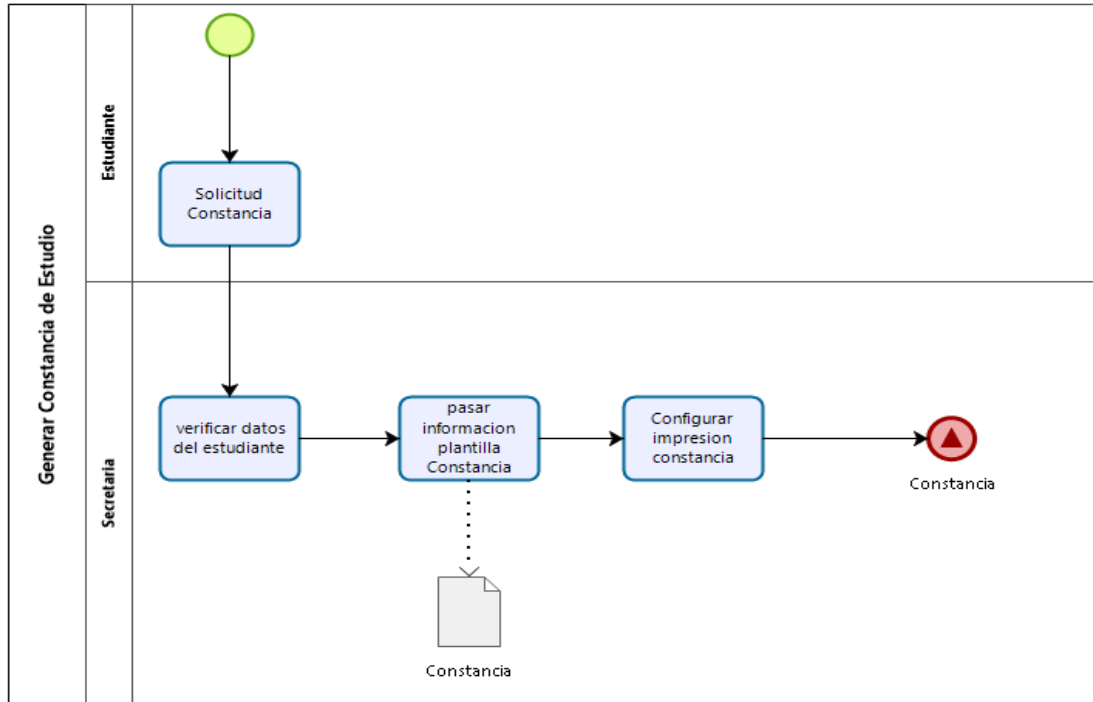 Generar Constancia de Estudio
Estudiante
Solicitud
Constancia
Secretaria
verificar datos
del estudiante
pasar
informacion
plantilla
Constancia
Configurar
impresion
constancia
Constancia
Constancia